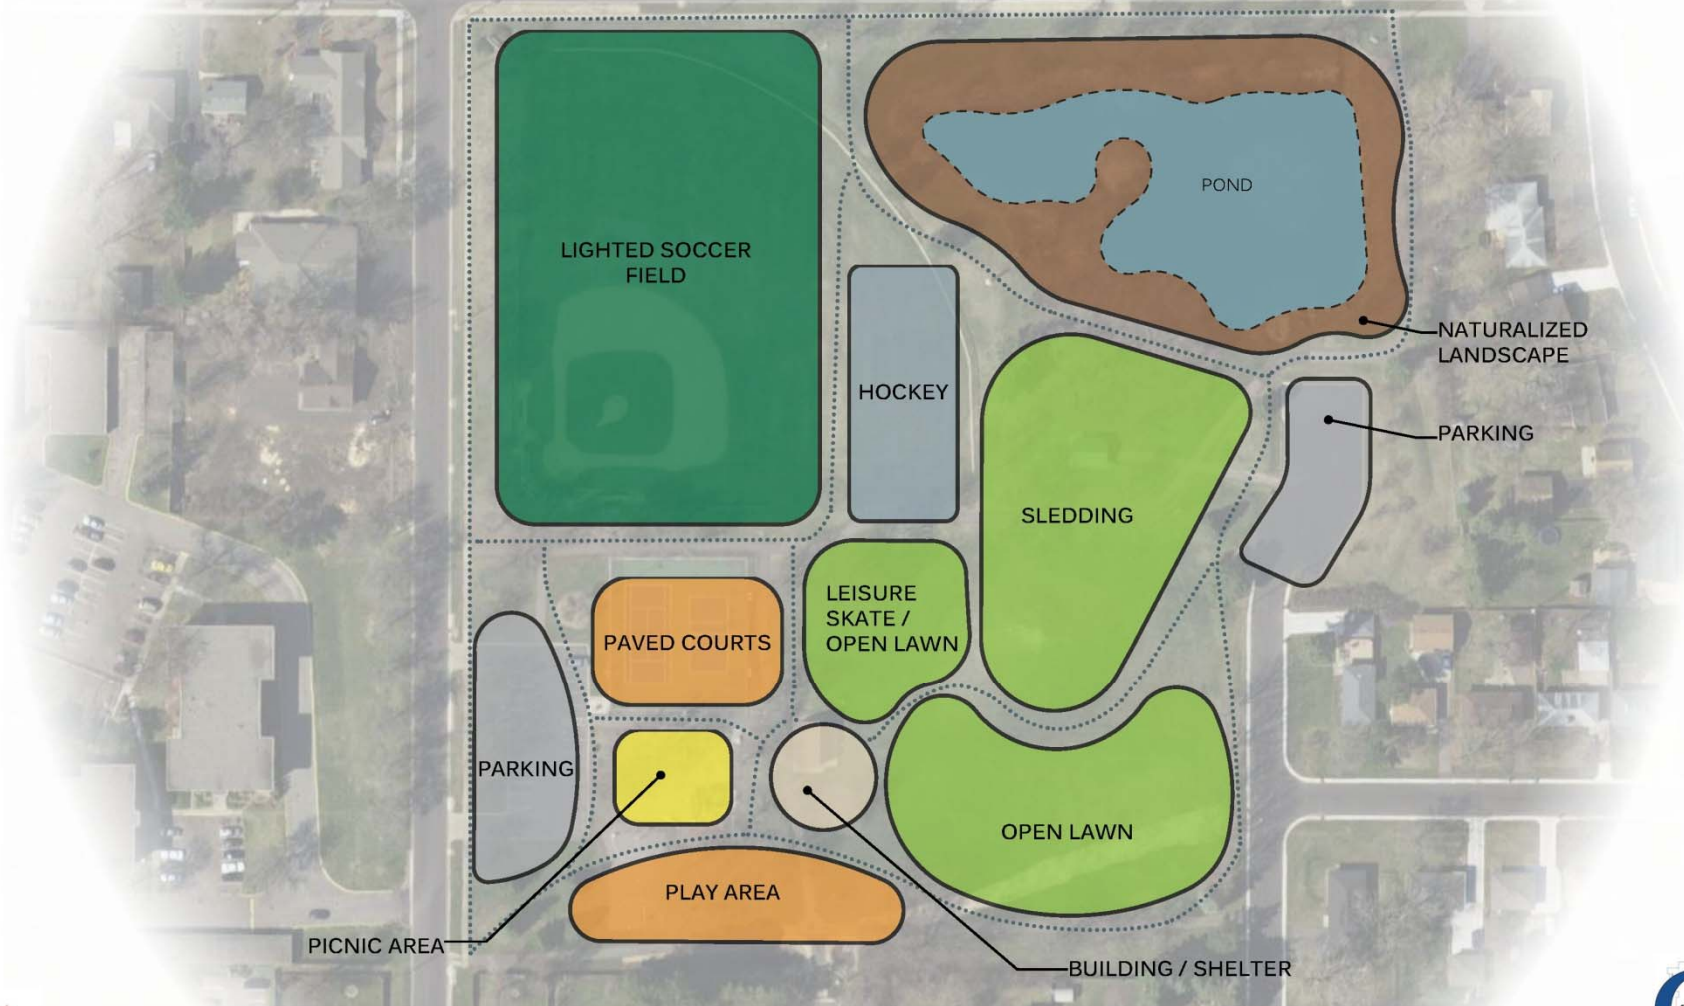 POND
LIGHTED SOCCER
FIELD
NATURALIZED
LANDSCAPE
HOCKEY
PARKING
SLEDDING
LEISURE
SKATE /
OPEN LAWN
PAVED COURTS
PARKING
OPEN LAWN
PLAY AREA
PICNIC AREA
BUILDING / SHELTER